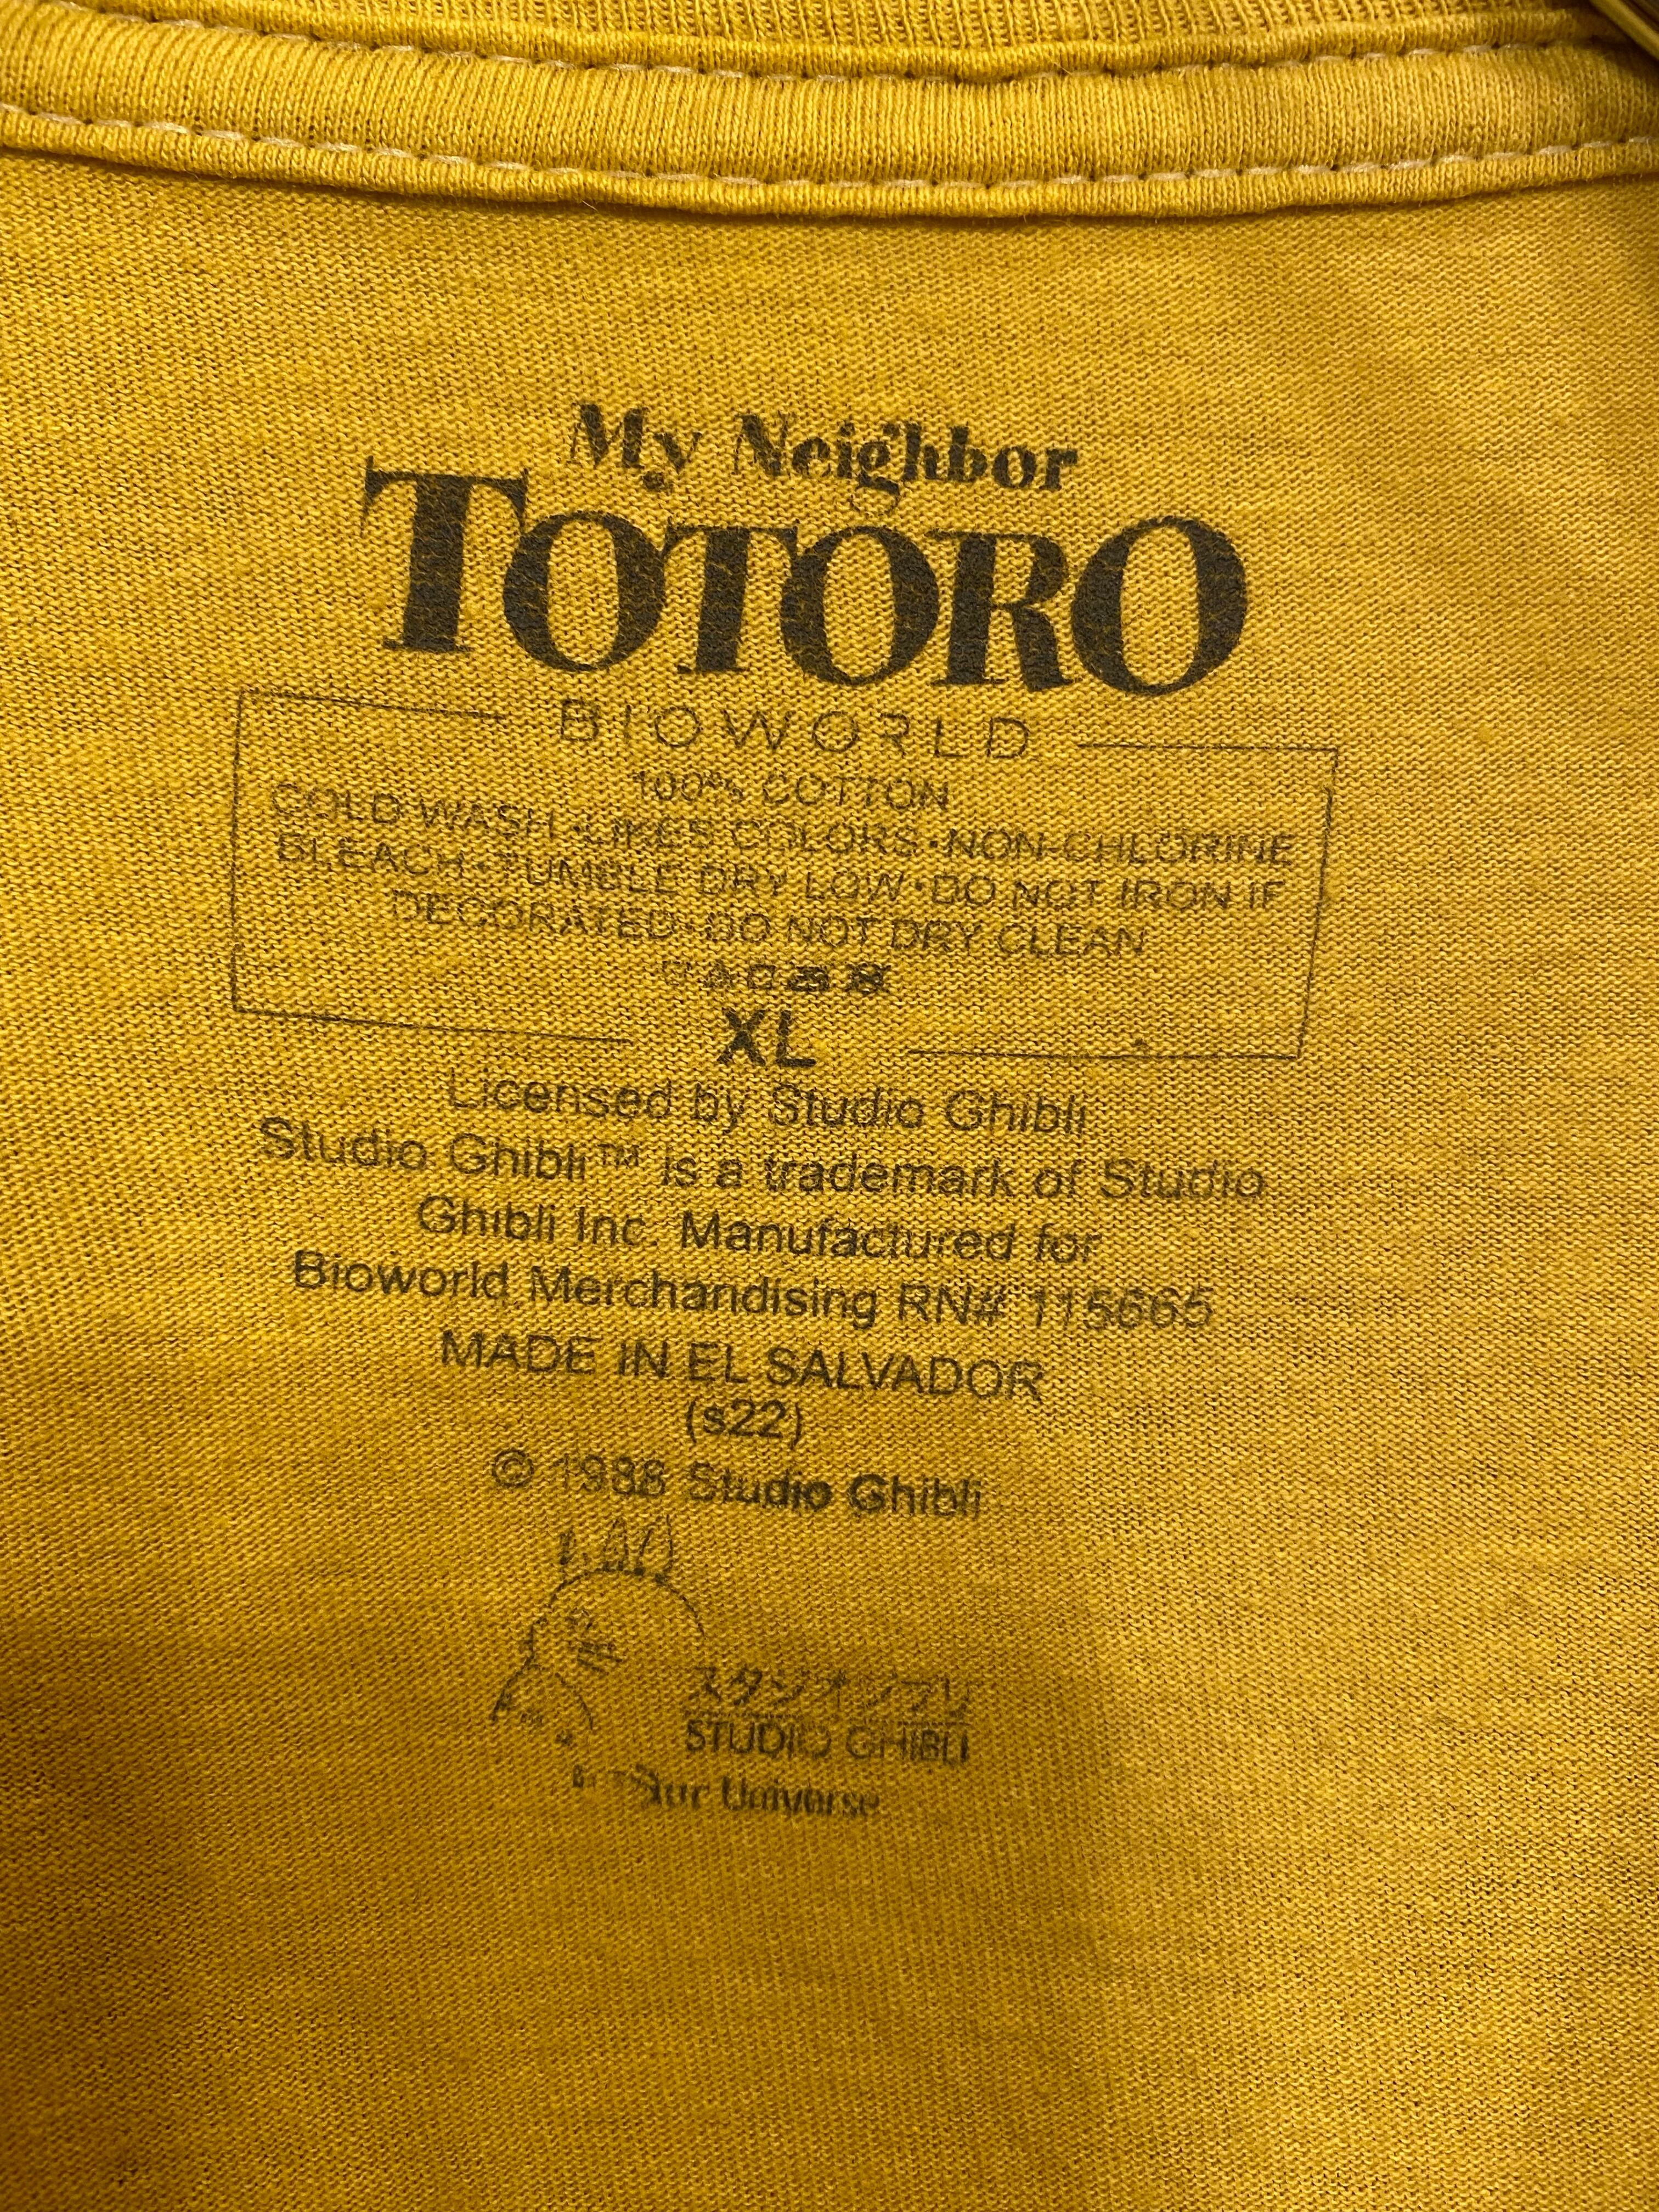 My Neighbor
TOTORO
BIOWORLD
100% COTTON
COLD WASH•LIKES COLORS•NON-CHLORINE
BLEACH•TUMBLE DRY LOW•DO NOT IRON IF
DECORATED•DO NOT DRY CLEAN
XL
Licensed by Studio Ghibli
Studio Ghibli™ is a trademark of Studio
Ghibli Inc. Manufactured for
Bioworld Merchandising RN# 115665
MADE IN EL SALVADOR
(s22)
© 1988 Studio Ghibli
スタジオジブリ
STUDIO GHIBLI
Universe